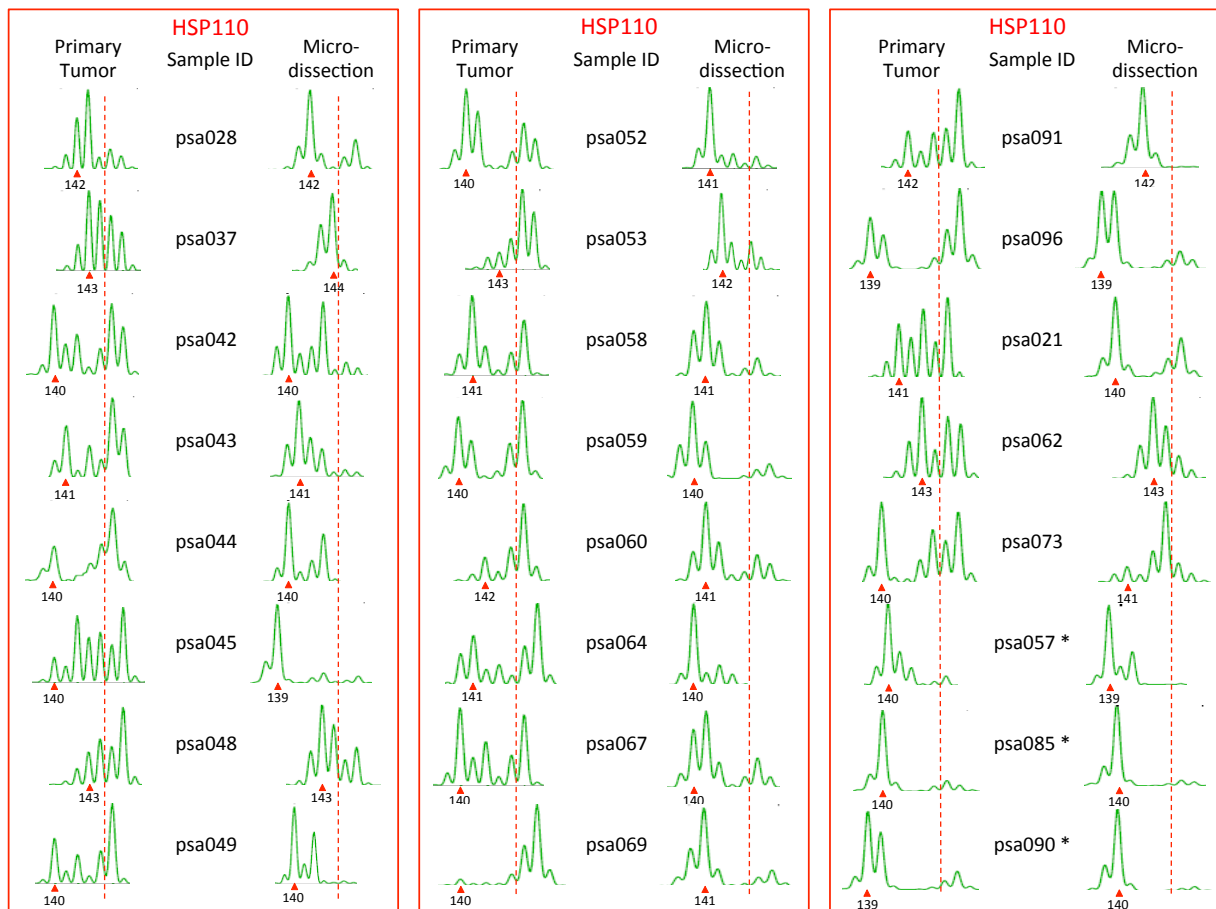 HSP110
Primary Tumor
Sample ID
Micro-dissection
psa028
142
142
psa037
143
144
psa042
140
140
psa043
141
141
psa044
140
140
psa045
140
139
psa048
143
143
psa049
140
140
HSP110
Primary Tumor
Sample ID
Micro-dissection
psa052
140
141
psa053
143
142
psa058
141
141
psa059
140
140
psa060
142
141
psa064
141
140
psa067
140
140
psa069
140
141
HSP110
Primary Tumor
Sample ID
Micro-dissection
psa091
142
142
psa096
139
139
psa021
141
140
psa062
143
143
psa073
140
141
psa057 *
140
139
psa085 *
140
140
psa090 *
139
140